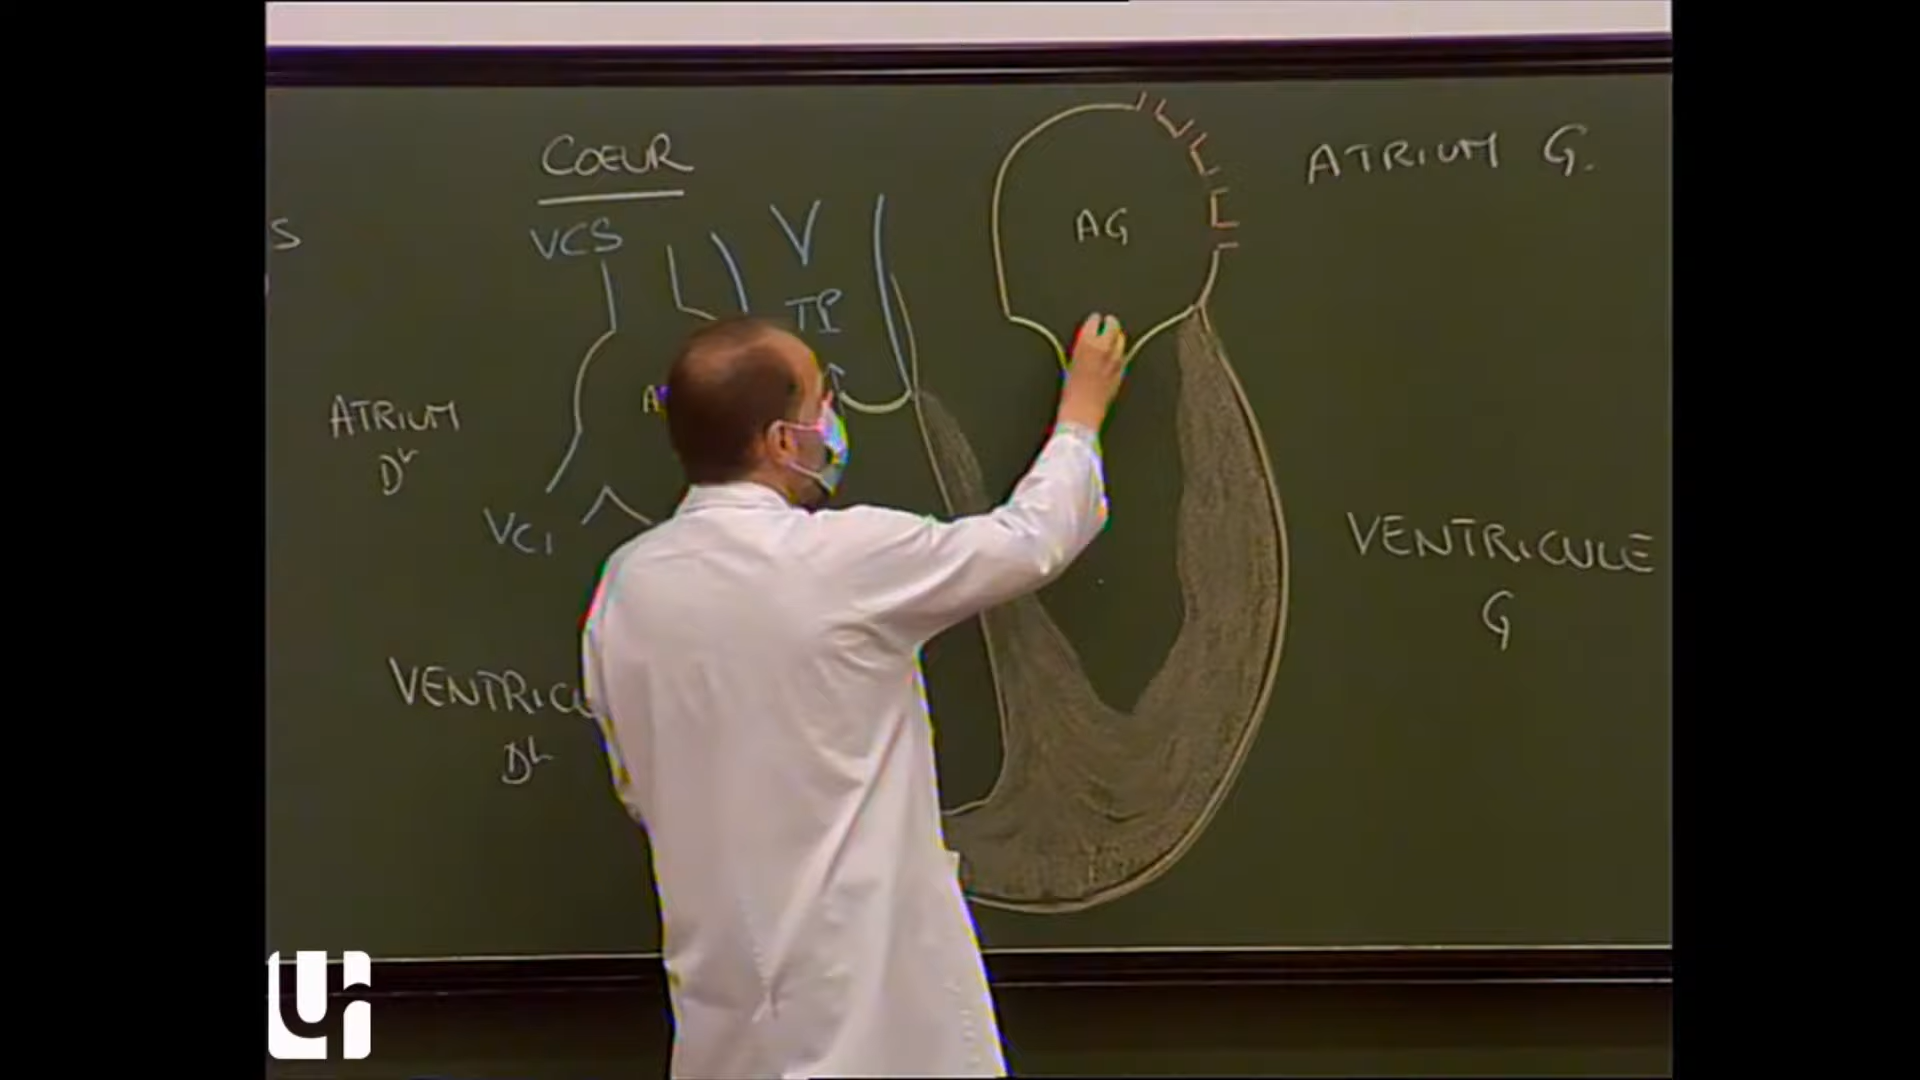 COEUR
S
VCS
V
TP
AG
ATRIUM G.
A
ATRIUM
Dt
VCI
VENTRICULE
G
VENTRICU
Dt